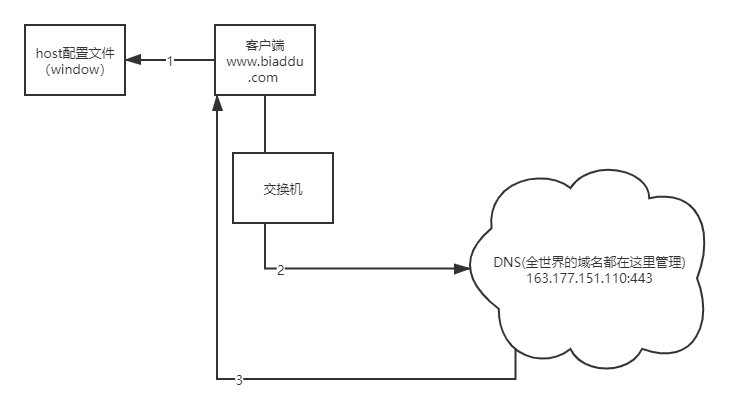 host配置文件
（window）
1
客户端
www.biaddu
.com
交换机
2
DNS(全世界的域名都在这里管理)
163.177.151.110:443
3